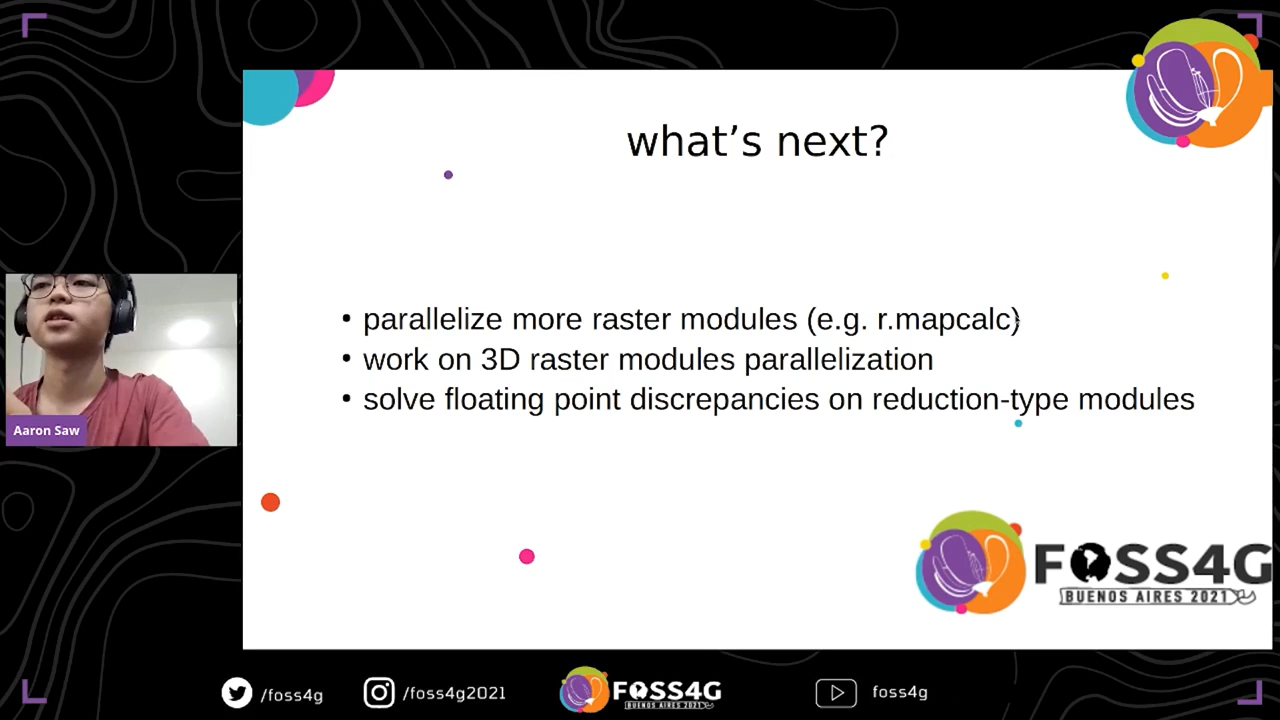 what’s next?
• parallelize more raster modules (e.g. r.mapcalc)
• work on 3D raster modules parallelization
• solve floating point discrepancies on reduction-type modules
Aaron Saw
FOSS4G
BUENOS AIRES 2021
/foss4g
/foss4g2021
FOSS4G
BUENOS AIRES 2021
foss4g